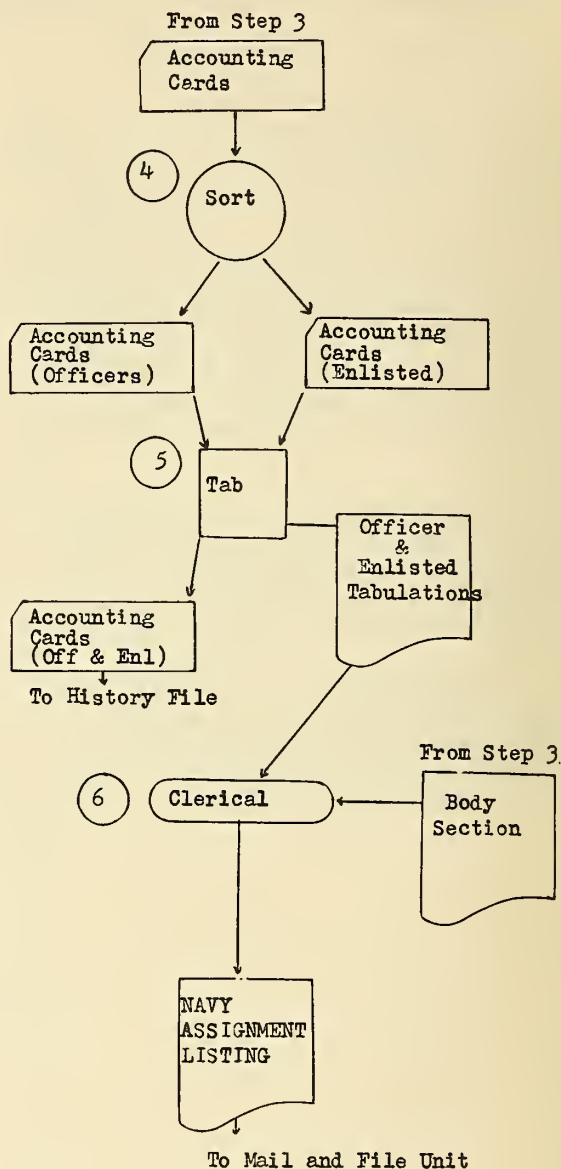 From Step 3
Accounting
Cards
4
Sort
Accounting
Cards
(Officers)
Accounting
Cards
(Enlisted)
5
Tab
Officer
&
Enlisted
Tabulations
Accounting
Cards
(Off & Enl)
To History File
From Step 3.
6
Clerical
Body
Section
NAVY
ASSIGNMENT
LISTING
To Mail and File Unit